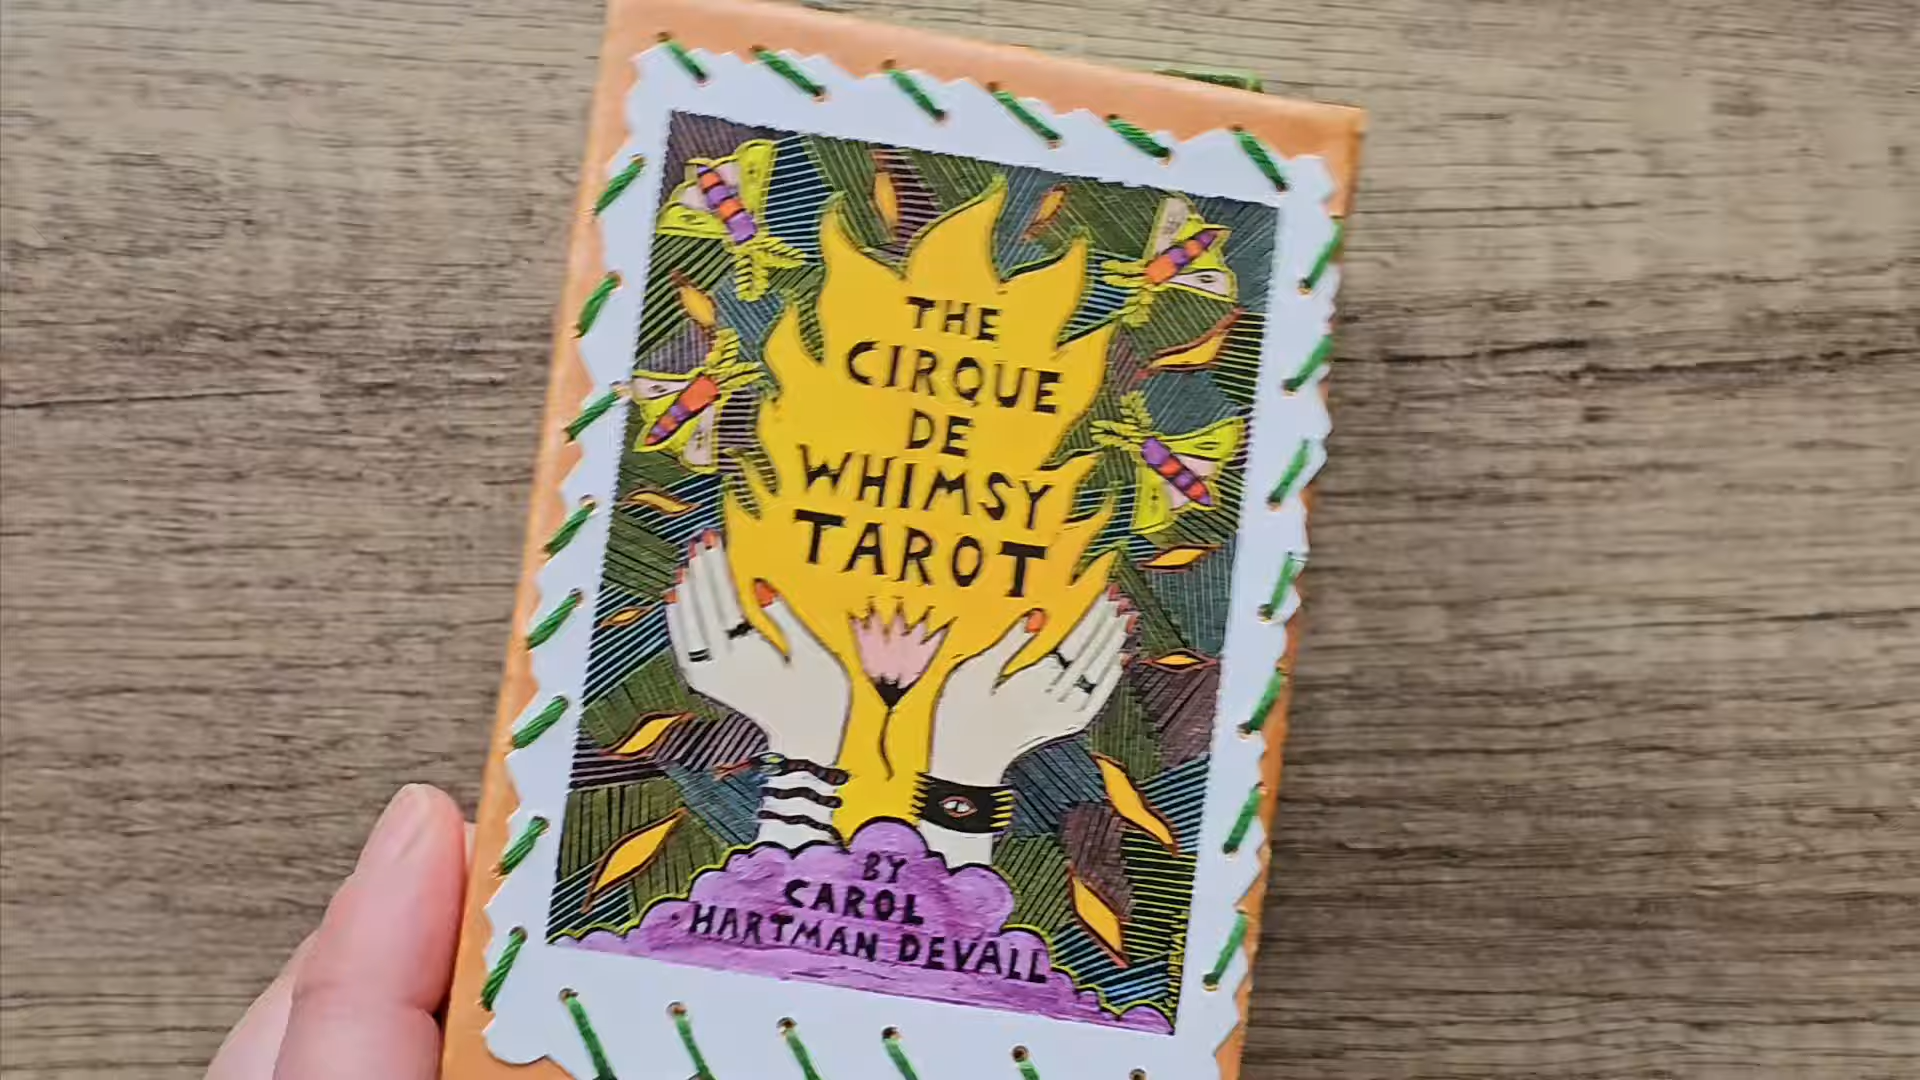 THE
CIRQUE
DE
WHIMSY
TAROT
BY
CAROL
HARTMAN DEVALL